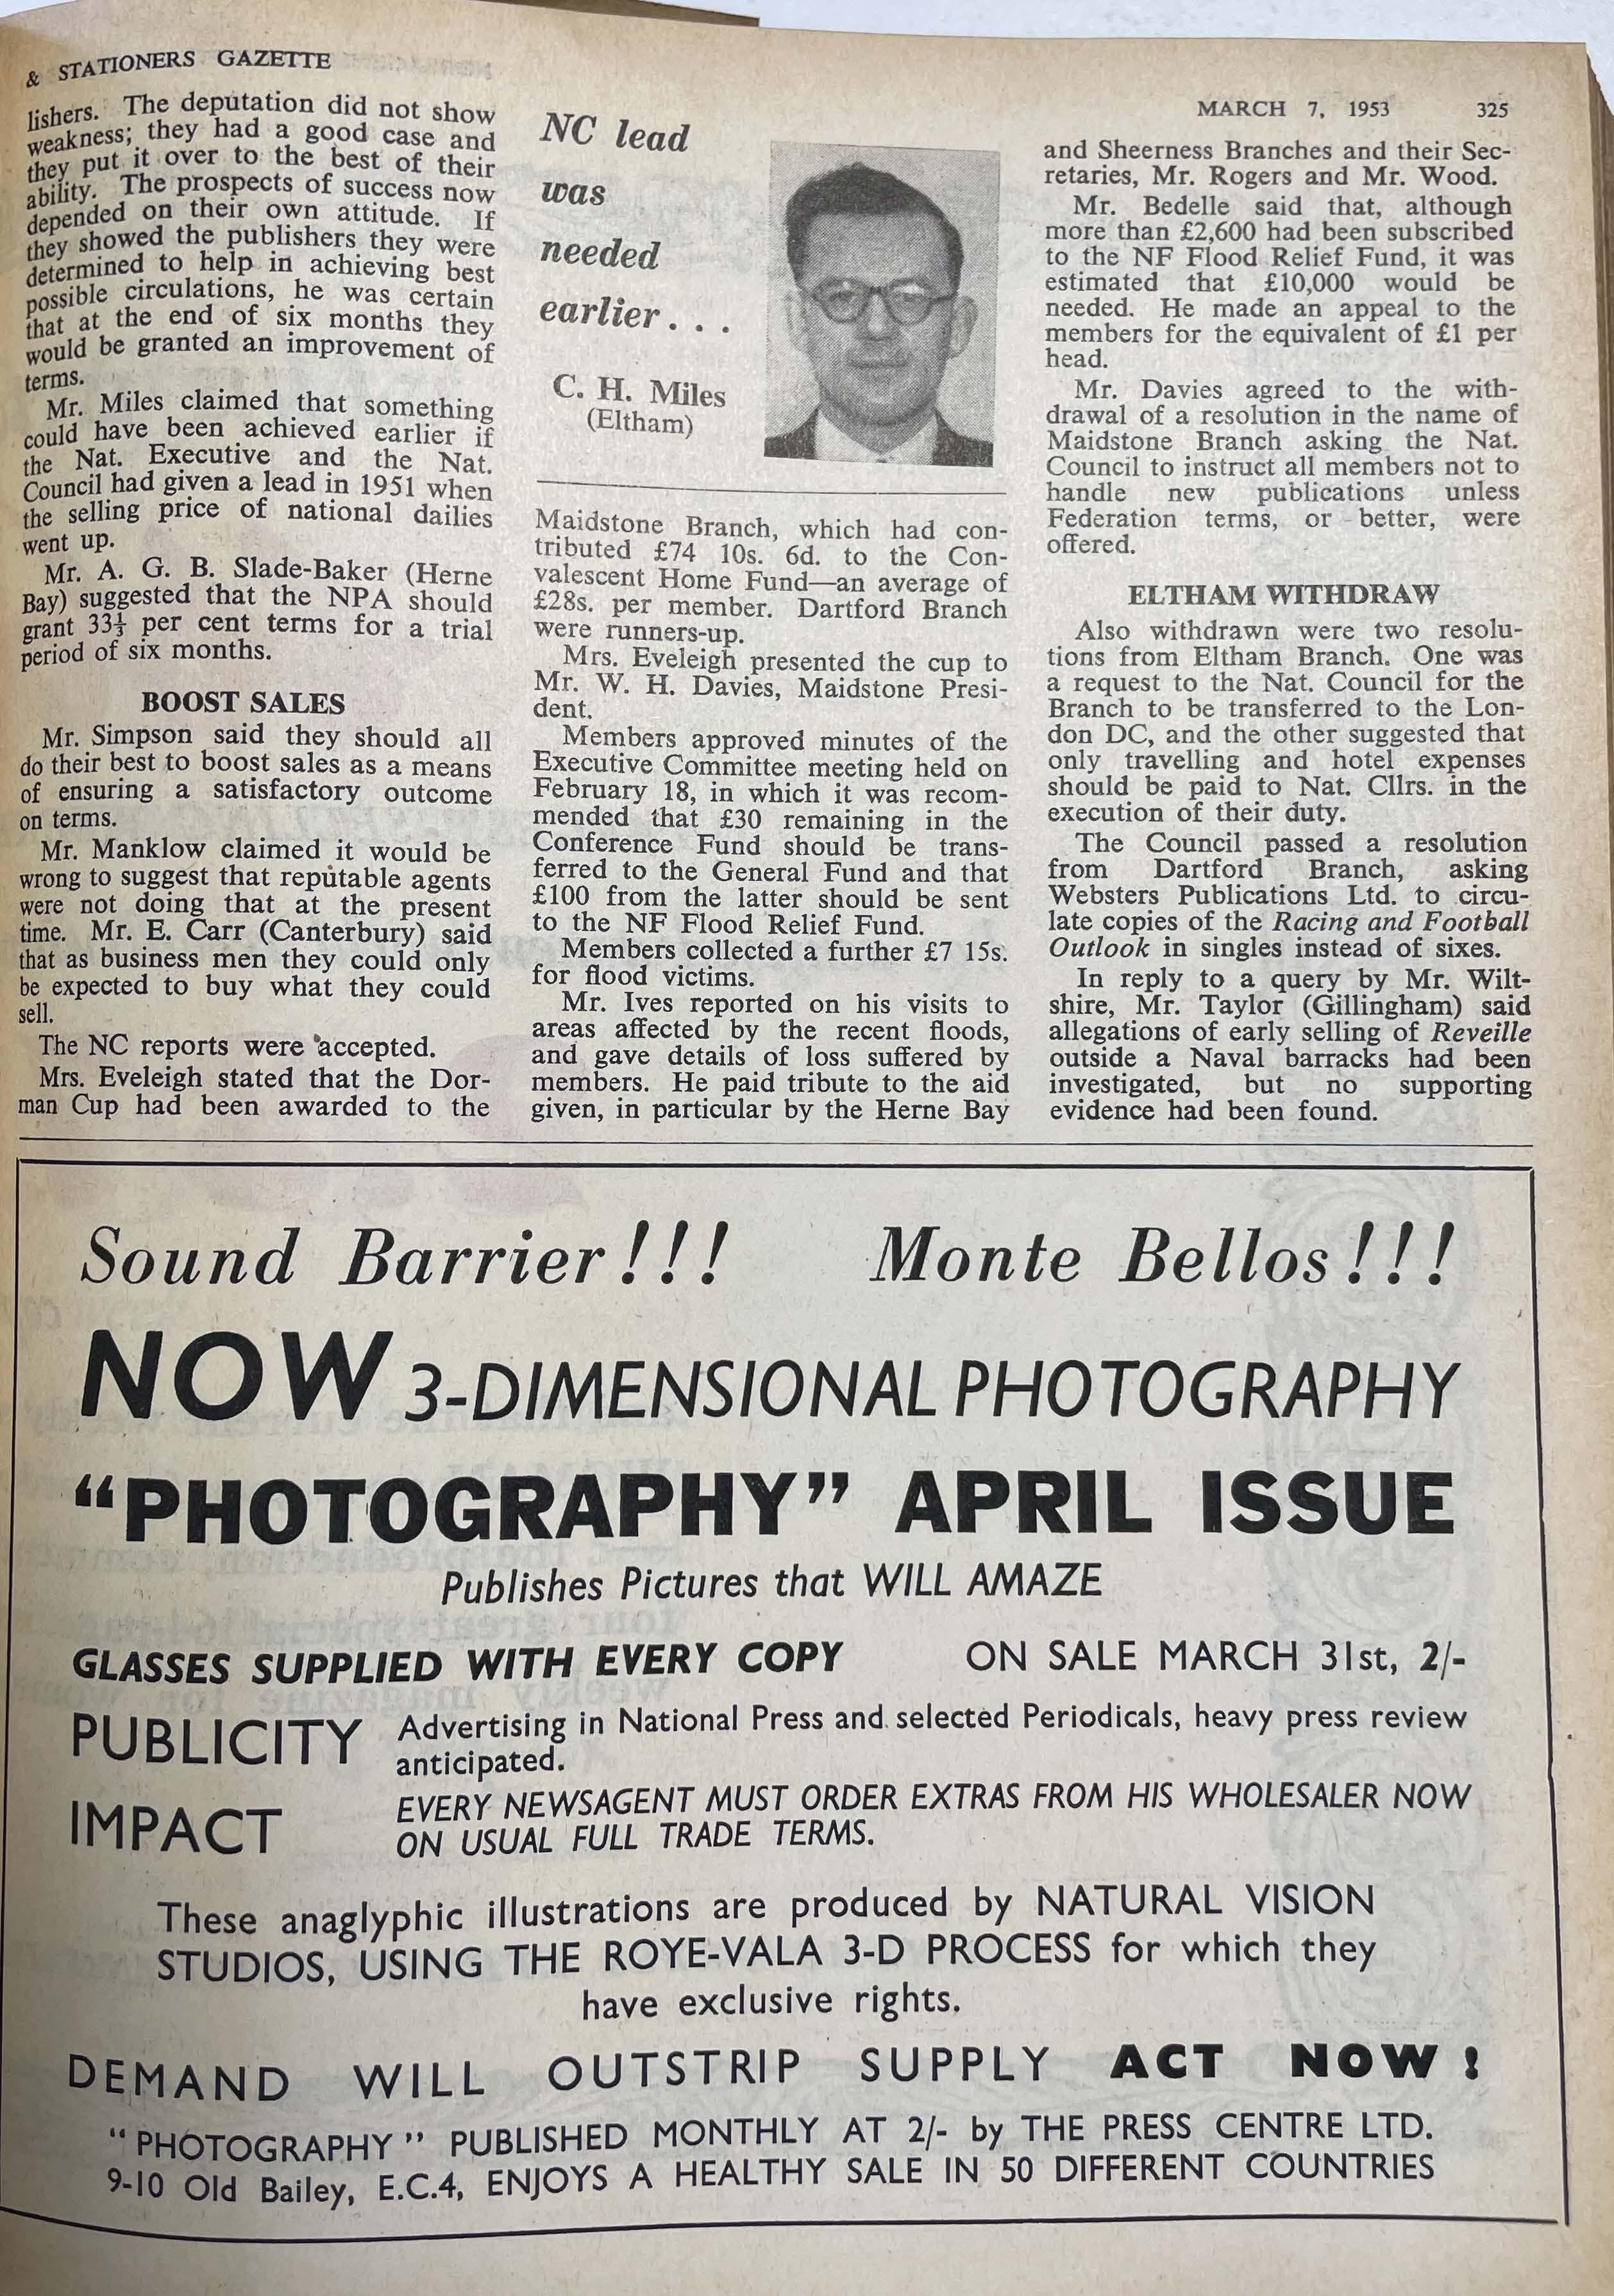 & STATIONERS GAZETTE
MARCH 7, 1953 325
lishers. The deputation did not show
weakness; they had a good case and
they put it over to the best of their
ability. The prospects of success now
depended on their own attitude. If
they showed the publishers they were
determined to help in achieving best
possible circulations, he was certain
that at the end of six months they
would be granted an improvement of
terms.
Mr. Miles claimed that something
could have been achieved earlier if
the Nat. Executive and the Nat.
Council had given a lead in 1951 when
the selling price of national dailies
went up.
Mr. A. G. B. Slade-Baker (Herne
Bay) suggested that the NPA should
grant 33⅓ per cent terms for a trial
period of six months.
BOOST SALES
Mr. Simpson said they should all
do their best to boost sales as a means
of ensuring a satisfactory outcome
on terms.
Mr. Manklow claimed it would be
wrong to suggest that reputable agents
were not doing that at the present
time. Mr. E. Carr (Canterbury) said
that as business men they could only
be expected to buy what they could
sell.
The NC reports were accepted.
Mrs. Eveleigh stated that the Dor-
man Cup had been awarded to the
NC lead
was
needed
earlier . . .
C. H. Miles
(Eltham)
Maidstone Branch, which had con-
tributed £74 10s. 6d. to the Con-
valescent Home Fund—an average of
£28s. per member. Dartford Branch
were runners-up.
Mrs. Eveleigh presented the cup to
Mr. W. H. Davies, Maidstone Presi-
dent.
Members approved minutes of the
Executive Committee meeting held on
February 18, in which it was recom-
mended that £30 remaining in the
Conference Fund should be trans-
ferred to the General Fund and that
£100 from the latter should be sent
to the NF Flood Relief Fund.
Members collected a further £7 15s.
for flood victims.
Mr. Ives reported on his visits to
areas affected by the recent floods,
and gave details of loss suffered by
members. He paid tribute to the aid
given, in particular by the Herne Bay
and Sheerness Branches and their Sec-
retaries, Mr. Rogers and Mr. Wood.
Mr. Bedelle said that, although
more than £2,600 had been subscribed
to the NF Flood Relief Fund, it was
estimated that £10,000 would be
needed. He made an appeal to the
members for the equivalent of £1 per
head.
Mr. Davies agreed to the with-
drawal of a resolution in the name of
Maidstone Branch asking the Nat.
Council to instruct all members not to
handle new publications unless
Federation terms, or better, were
offered.
ELTHAM WITHDRAW
Also withdrawn were two resolu-
tions from Eltham Branch. One was
a request to the Nat. Council for the
Branch to be transferred to the Lon-
don DC, and the other suggested that
only travelling and hotel expenses
should be paid to Nat. Cllrs. in the
execution of their duty.
The Council passed a resolution
from Dartford Branch, asking
Websters Publications Ltd. to circu-
late copies of the Racing and Football
Outlook in singles instead of sixes.
In reply to a query by Mr. Wilt-
shire, Mr. Taylor (Gillingham) said
allegations of early selling of Reveille
outside a Naval barracks had been
investigated, but no supporting
evidence had been found.
Sound Barrier!!! Monte Bellos!!!
NOW 3-DIMENSIONAL PHOTOGRAPHY
“PHOTOGRAPHY” APRIL ISSUE
Publishes Pictures that WILL AMAZE
GLASSES SUPPLIED WITH EVERY COPY ON SALE MARCH 31st, 2/-
PUBLICITY Advertising in National Press and selected Periodicals, heavy press review
anticipated.
IMPACT EVERY NEWSAGENT MUST ORDER EXTRAS FROM HIS WHOLESALER NOW
ON USUAL FULL TRADE TERMS.
These anaglyphic illustrations are produced by NATURAL VISION
STUDIOS, USING THE ROYE-VALA 3-D PROCESS for which they
have exclusive rights.
DEMAND WILL OUTSTRIP SUPPLY ACT NOW!
“PHOTOGRAPHY” PUBLISHED MONTHLY AT 2/- by THE PRESS CENTRE LTD.
9-10 Old Bailey, E.C.4, ENJOYS A HEALTHY SALE IN 50 DIFFERENT COUNTRIES